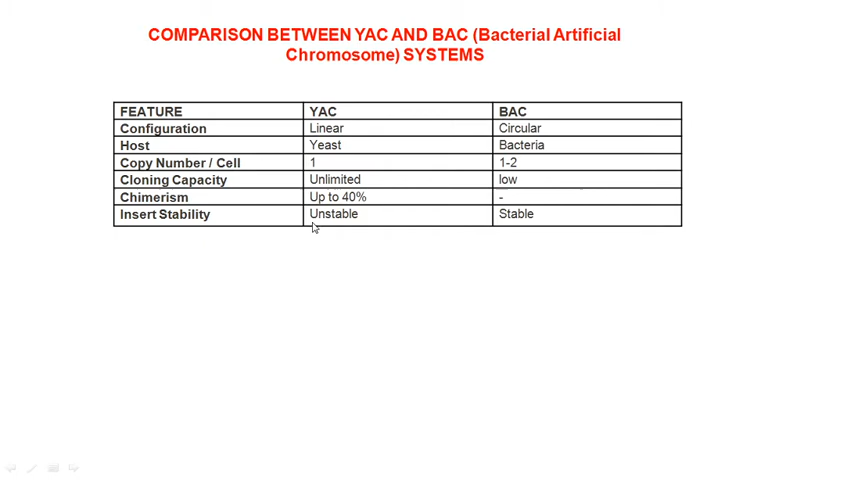 COMPARISON BETWEEN YAC AND BAC (Bacterial Artificial
Chromosome) SYSTEMS
FEATURE YAC BAC
Configuration Linear Circular
Host Yeast Bacteria
Copy Number / Cell 1 1-2
Cloning Capacity Unlimited low
Chimerism Up to 40% -
Insert Stability Unstable Stable